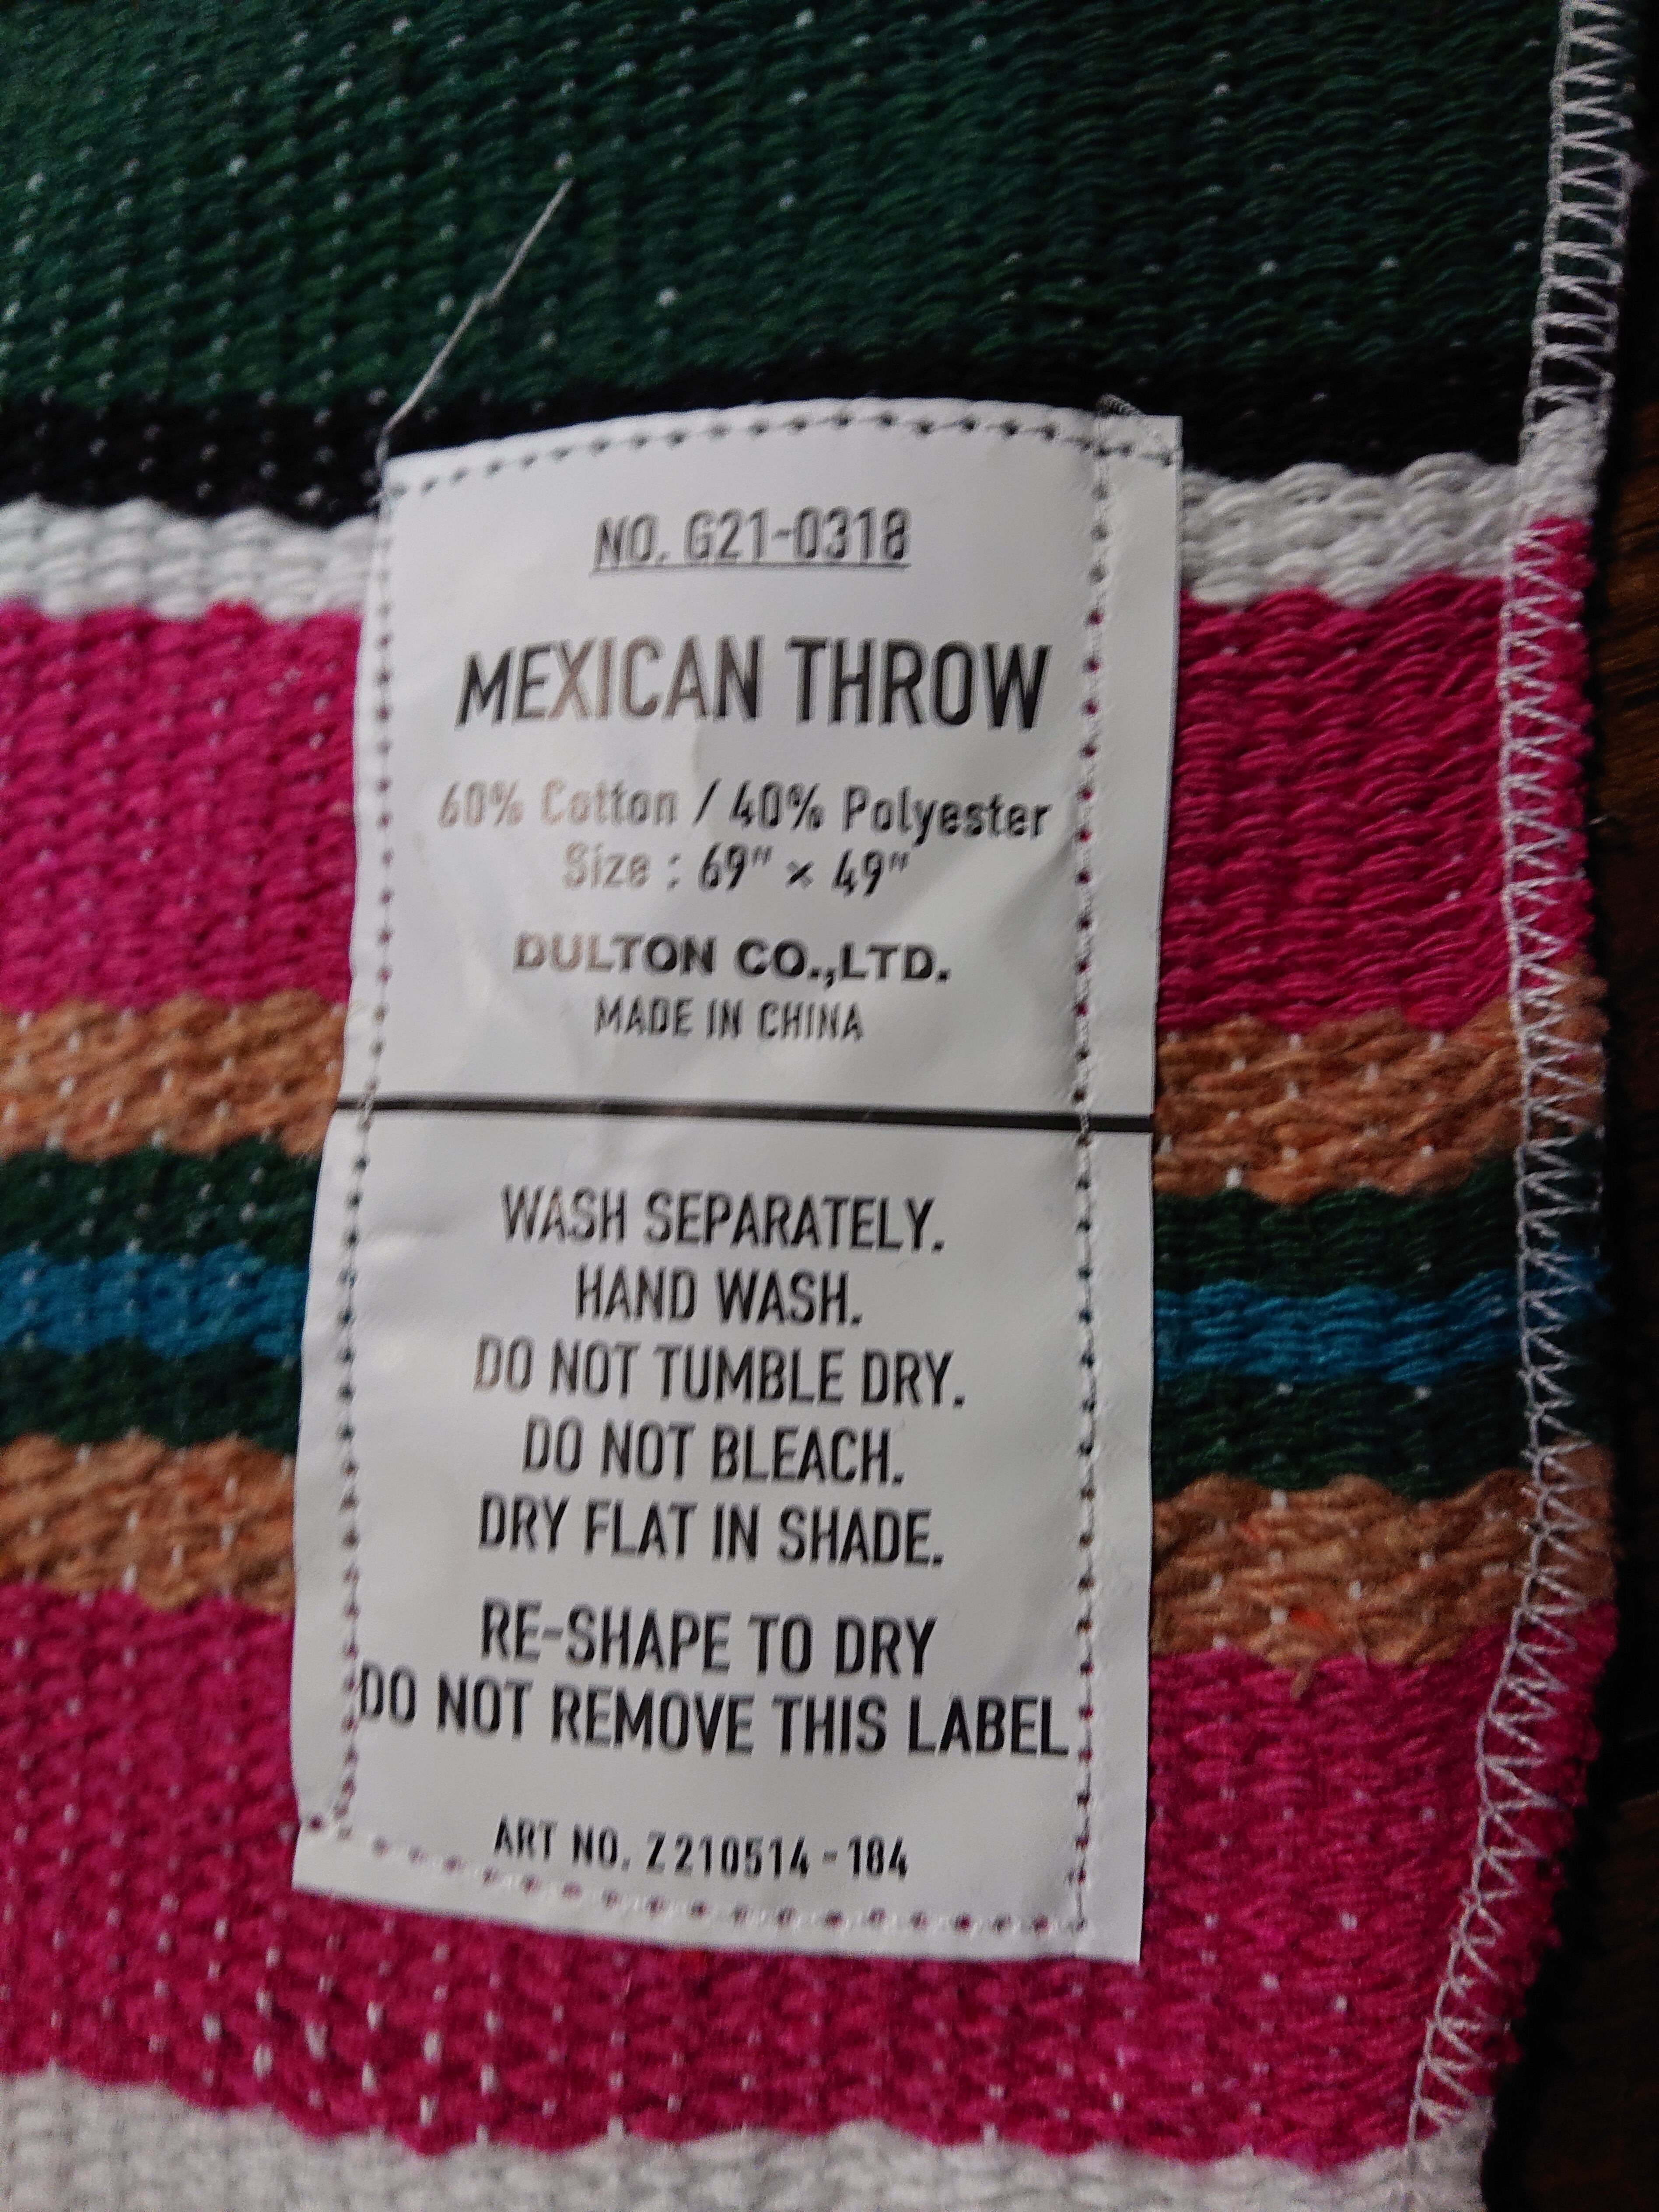 NO. G21-0318
MEXICAN THROW
60% Cotton / 40% Polyester
Size : 69" × 49"
DULTON CO.,LTD.
MADE IN CHINA
WASH SEPARATELY.
HAND WASH.
DO NOT TUMBLE DRY.
DO NOT BLEACH.
DRY FLAT IN SHADE.
RE-SHAPE TO DRY
DO NOT REMOVE THIS LABEL
ART NO. Z210514-184